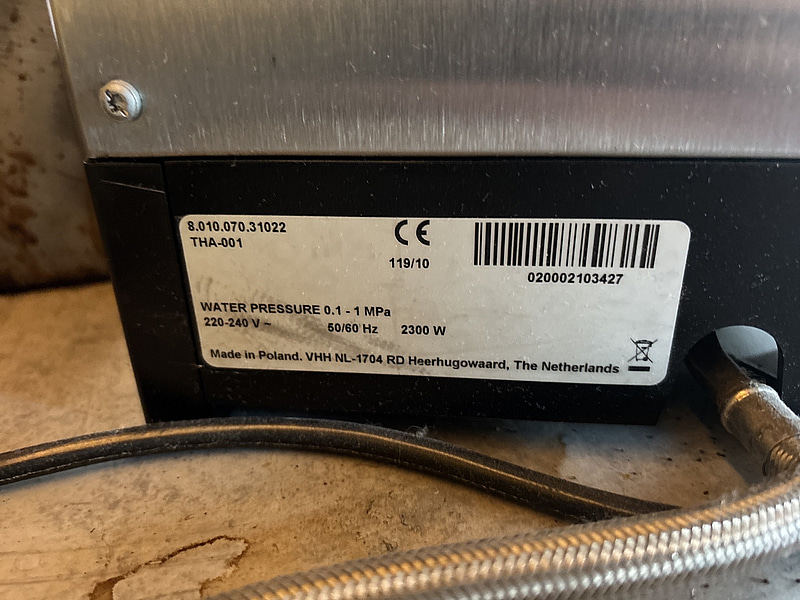 8.010.070.31022
THA-001
CE
119/10
020002103427
WATER PRESSURE 0.1 - 1 MPa
220-240 V ~ 50/60 Hz 2300 W
Made in Poland. VHH NL-1704 RD Heerhugowaard, The Netherlands